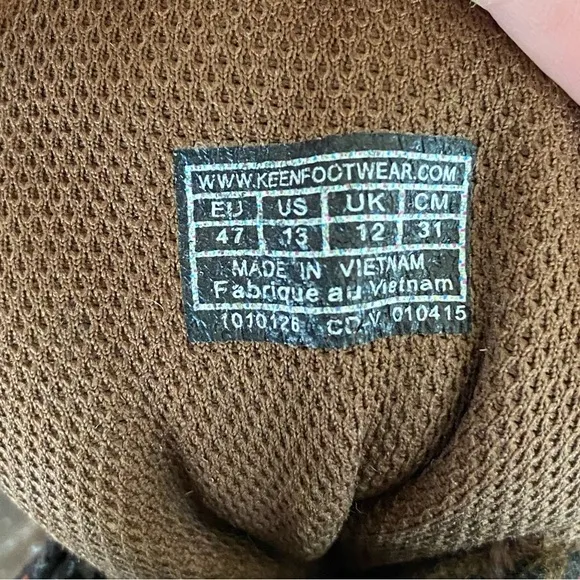 WWW.KEENFOOTWEAR.COM
EU US UK CM
47 13 12 31
MADE IN VIETNAM
Fabrique au Vietnam
1010126 CD-V 010415